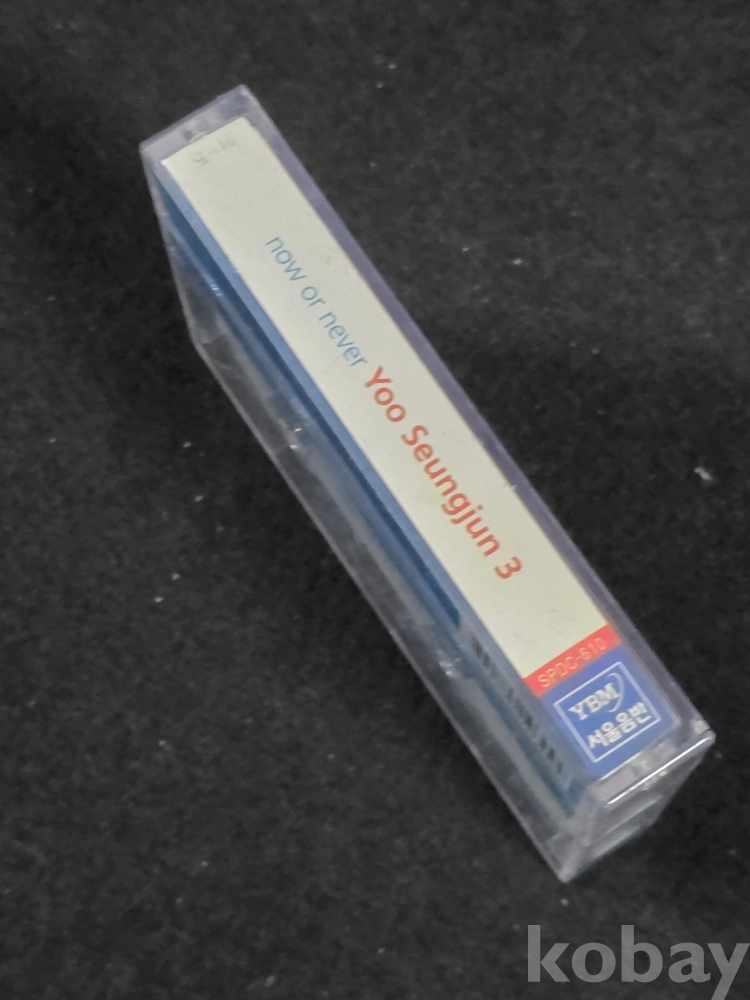 now or never Yoo Seungjun 3
SPDC-610
YBM
서울음반
kobay